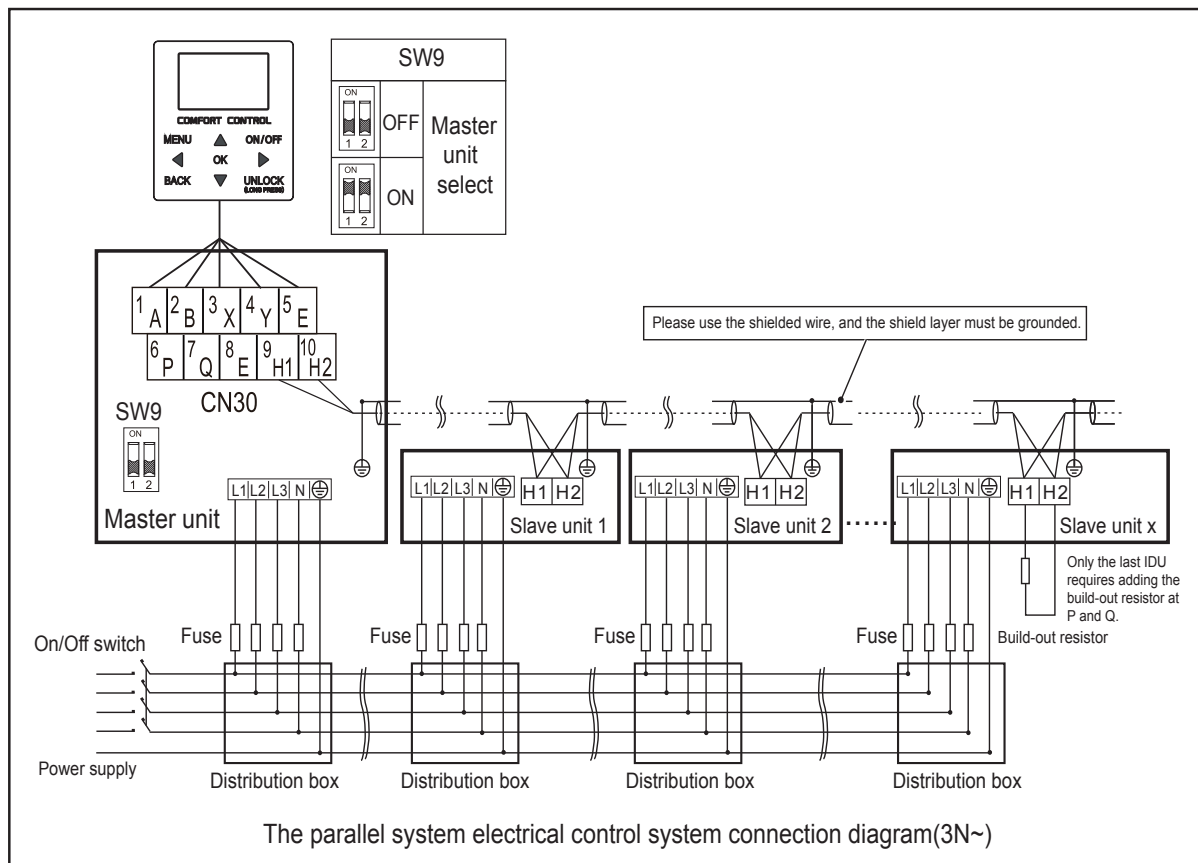 COMFORT CONTROL
MENU ON/OFF
OK
BACK UNLOCK
(LONG PRESS)
SW9
ON
1 2
OFF
ON
1 2
ON
Master
unit
select
1 A 2 B 3 X 4 Y 5 E
6 P 7 Q 8 E 9 H1 10 H2
CN30
SW9
ON
1 2
Master unit
L1 L2 L3 N
Please use the shielded wire, and the shield layer must be grounded.
L1 L2 L3 N
H1 H2
Slave unit 1
L1 L2 L3 N
H1 H2
Slave unit 2
......
L1 L2 L3 N
H1 H2
Slave unit x
Only the last IDU
requires adding the
build-out resistor at
P and Q.
Build-out resistor
On/Off switch
Fuse
Fuse
Fuse
Fuse
Power supply
Distribution box
Distribution box
Distribution box
Distribution box
The parallel system electrical control system connection diagram(3N~)